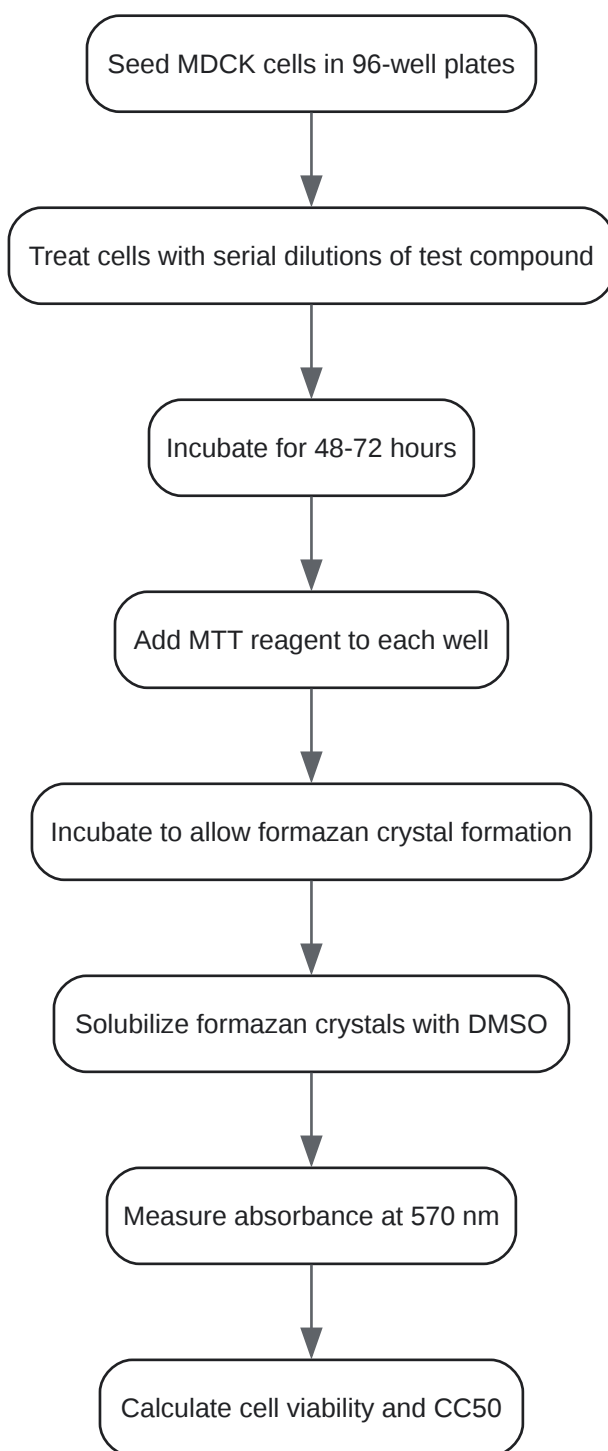 Seed MDCK cells in 96-well plates
Treat cells with serial dilutions of test compound
Incubate for 48-72 hours
Add MTT reagent to each well
Incubate to allow formazan crystal formation
Solubilize formazan crystals with DMSO
Measure absorbance at 570 nm
Calculate cell viability and CC50